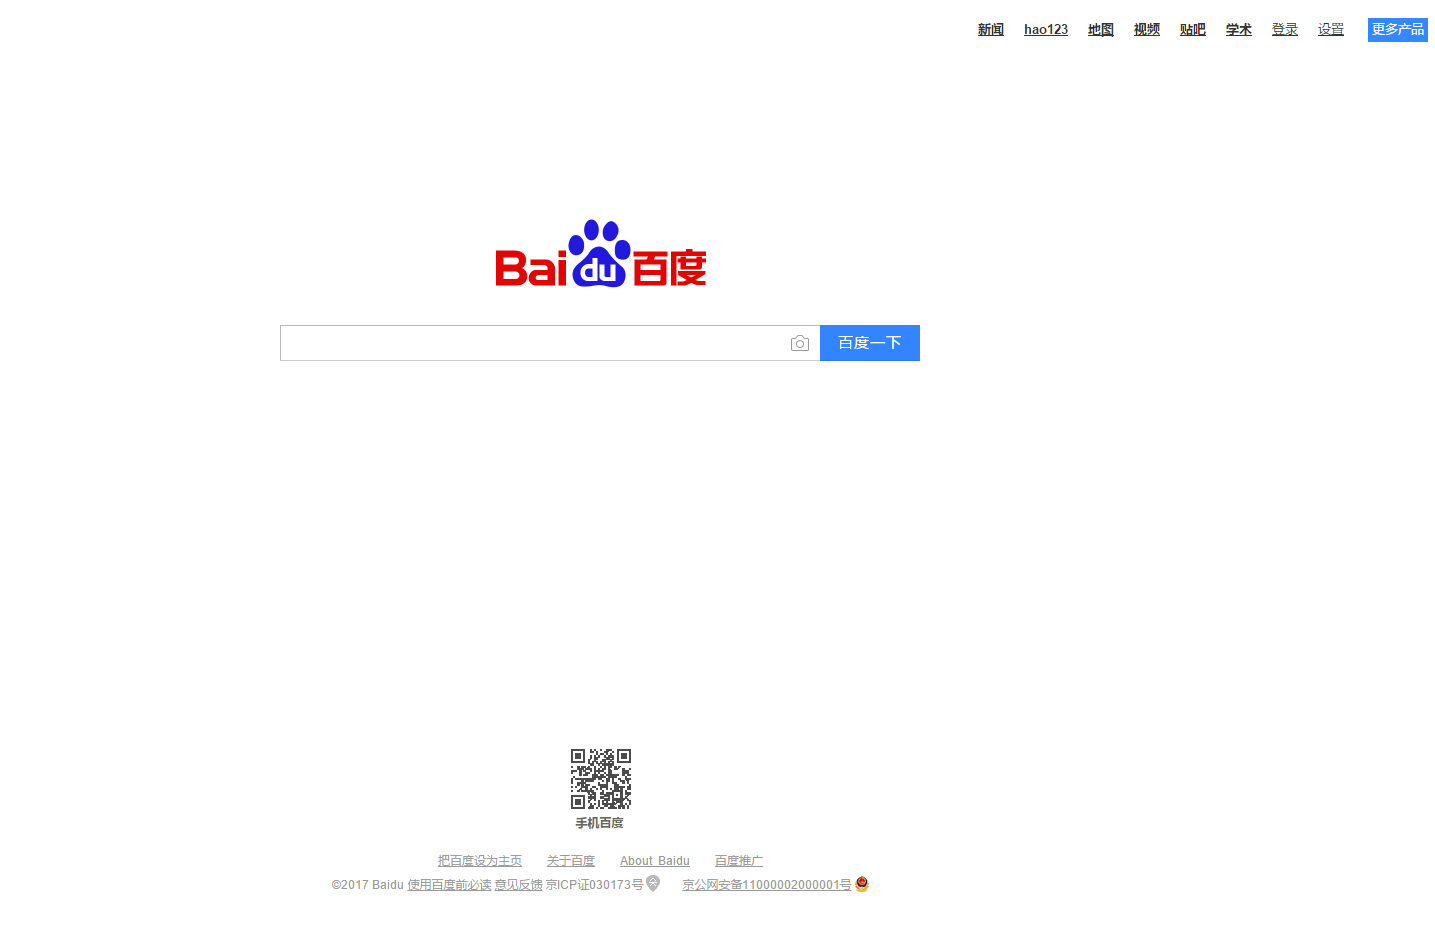 新闻 hao123 地图 视频 贴吧 学术 登录 设置 更多产品
Bai du 百度
百度一下
手机百度
把百度设为主页 关于百度 About Baidu 百度推广
©2017 Baidu 使用百度前必读 意见反馈 京ICP证030173号 京公网安备11000002000001号